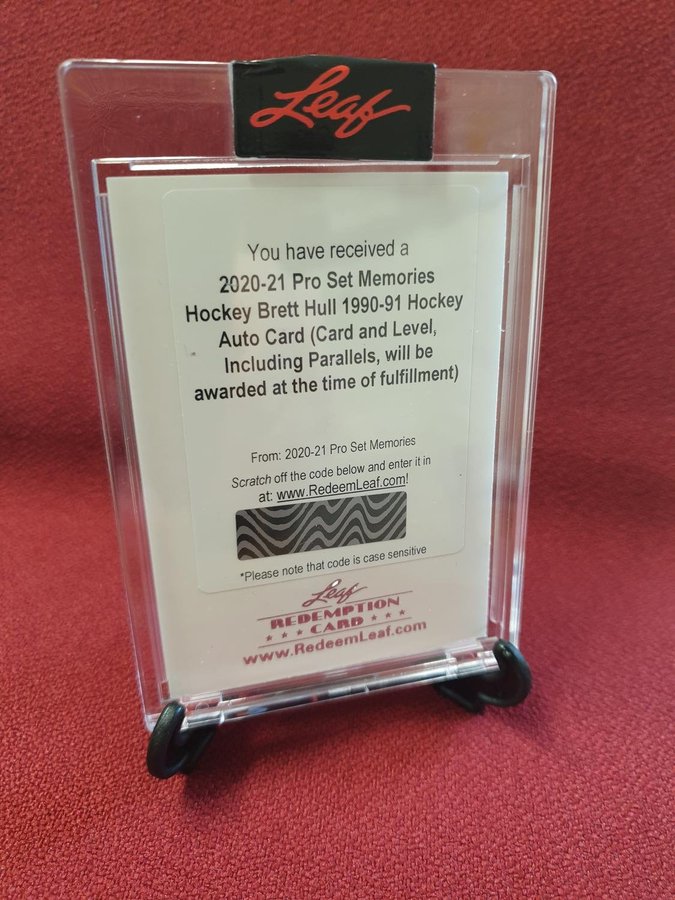 Leaf
You have received a
2020-21 Pro Set Memories
Hockey Brett Hull 1990-91 Hockey
Auto Card (Card and Level,
Including Parallels, will be
awarded at the time of fulfillment)
From: 2020-21 Pro Set Memories
Scratch off the code below and enter it in
at: www.RedeemLeaf.com!
*Please note that code is case sensitive
Leaf
REDEMPTION
★ ★ ★ CARD ★ ★ ★
www.RedeemLeaf.com